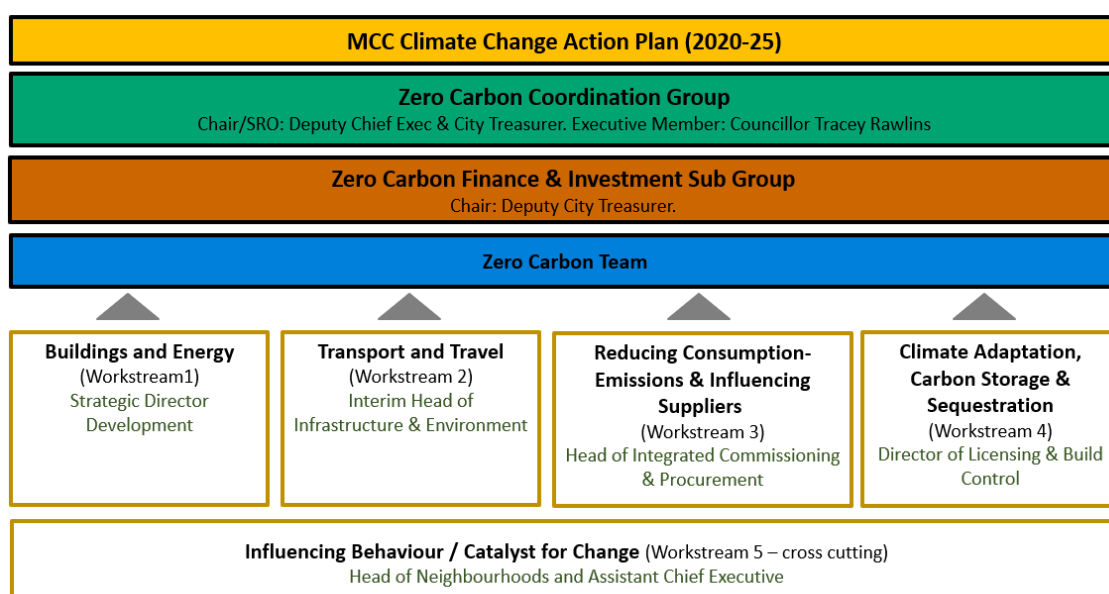 MCC Climate Change Action Plan (2020-25)
Zero Carbon Coordination Group
Chair/SRO: Deputy Chief Exec & City Treasurer. Executive Member: Councillor Tracey Rawlins
Zero Carbon Finance & Investment Sub Group
Chair: Deputy City Treasurer.
Zero Carbon Team
Buildings and Energy
(Workstream1)
Strategic Director
Development
Transport and Travel
(Workstream 2)
Interim Head of
Infrastructure & Environment
Reducing Consumption-
Emissions & Influencing
Suppliers
(Workstream 3)
Head of Integrated Commissioning
& Procurement
Climate Adaptation,
Carbon Storage &
Sequestration
(Workstream 4)
Director of Licensing & Build
Control
Influencing Behaviour / Catalyst for Change (Workstream 5 – cross cutting)
Head of Neighbourhoods and Assistant Chief Executive